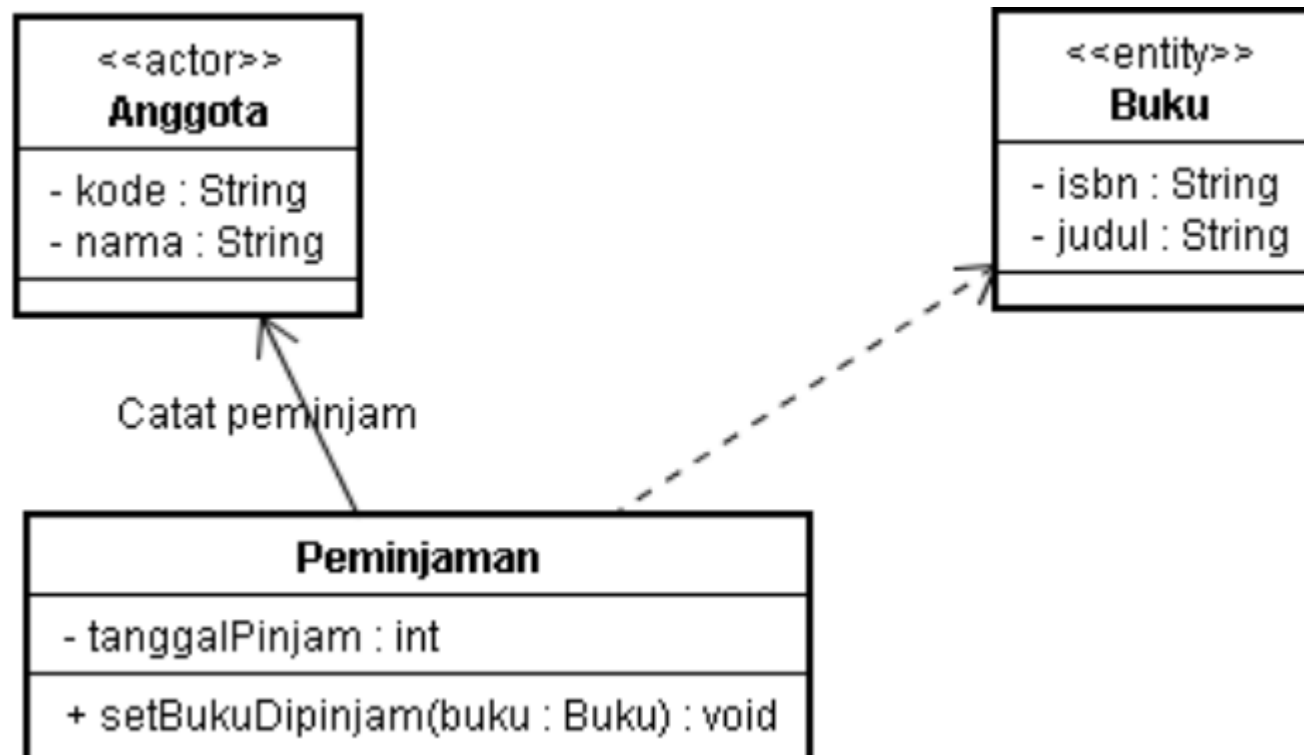 <<actor>>
Anggota
- kode : String
- nama : String
<<entity>>
Buku
- isbn : String
- judul : String
Catat peminjam
Peminjaman
- tanggalPinjam : int
+ setBukuDipinjam(buku : Buku) : void